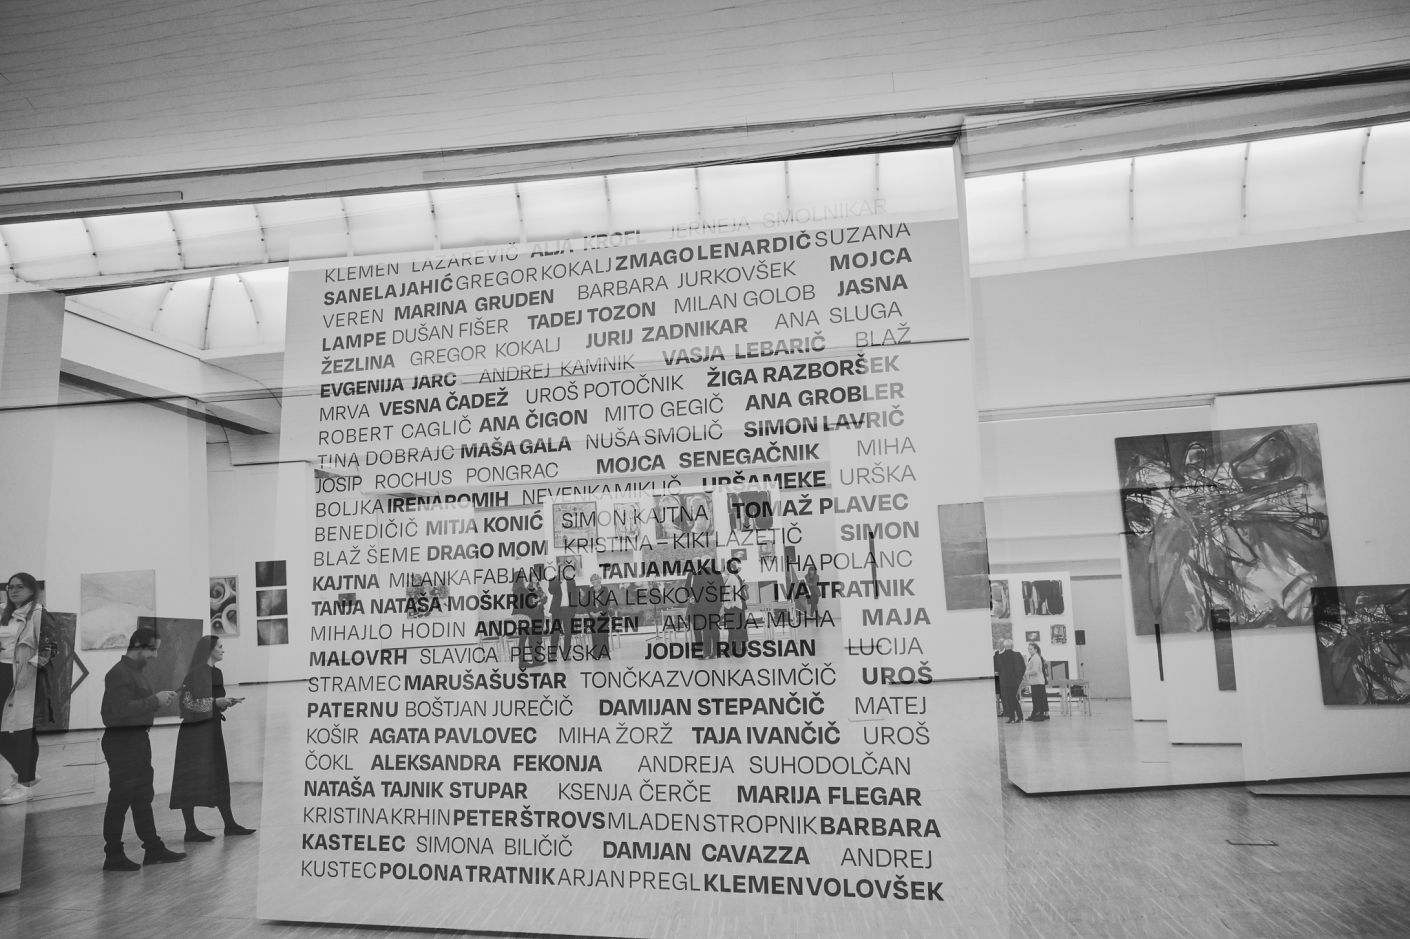 KLEMEN LAZAREVIČ ALJA KROFL JERNEJA SMOLNIKAR
SANELA JAHIĆ GREGOR KOKALJ ZMAGO LENARDIČ SUZANA
VEREN MARINA GRUDEN BARBARA JURKOVŠEK MOJCA
LAMPE DUŠAN FIŠER TADEJ TOZON MILAN GOLOB JASNA
ŽEZLINA GREGOR KOKALJ JURIJ ZADNIKAR ANA SLUGA
EVGENIJA JARC ANDREJ KAMNIK VASJA LEBARIČ BLAŽ
MRVA VESNA ČADEŽ UROŠ POTOČNIK ŽIGA RAZBORŠEK
ROBERT CAGLIČ ANA ČIGON MITO GEGIČ ANA GROBLER
TINA DOBRAJC MAŠA GALA NUŠA SMOLIČ SIMON LAVRIČ
JOSIP ROCHUS PONGRAC MOJCA SENEGAČNIK MIHA
BOLJKA IRENA ROMIH NEVENKA MIKLIČ URŠA MEKE URŠKA
BENEDIČIČ MITJA KONIĆ SIMON KAJTNA TOMAŽ PLAVEC
BLAŽ ŠEME DRAGO MOM KRISTINA – KIKI LAŽETIČ SIMON
KAJTNA MILANKA FABJANČIČ TANJA MAKUC MIHA POLANC
TANJA NATAŠA MOŠKRIČ LUKA LESKOVŠEK IVA TRATNIK
MIHAJLO HODIN ANDREJA ERŽEN ANDREJA MUHA MAJA
MALOVRH SLAVICA PEŠEVSKA JODIE RUSSIAN LUCIJA
STRAMEC MARUŠA ŠUŠTAR TONČKA ZVONKA SIMČIČ UROŠ
PATERNU BOŠTJAN JUREČIČ DAMIJAN STEPANČIČ MATEJ
KOŠIR AGATA PAVLOVEC MIHA ŽORŽ TAJA IVANČIČ UROŠ
ČOKL ALEKSANDRA FEKONJA ANDREJA SUHODOLČAN
NATAŠA TAJNIK STUPAR KSENJA ČERČE MARIJA FLEGAR
KRISTINA KRHIN PETER ŠTROVS MLADEN STROPNIK BARBARA
KASTELEC SIMONA BILIČIČ DAMJAN CAVAZZA ANDREJ
KUSTEC POLONA TRATNIK ARJAN PREGL KLEMEN VOLOVŠEK